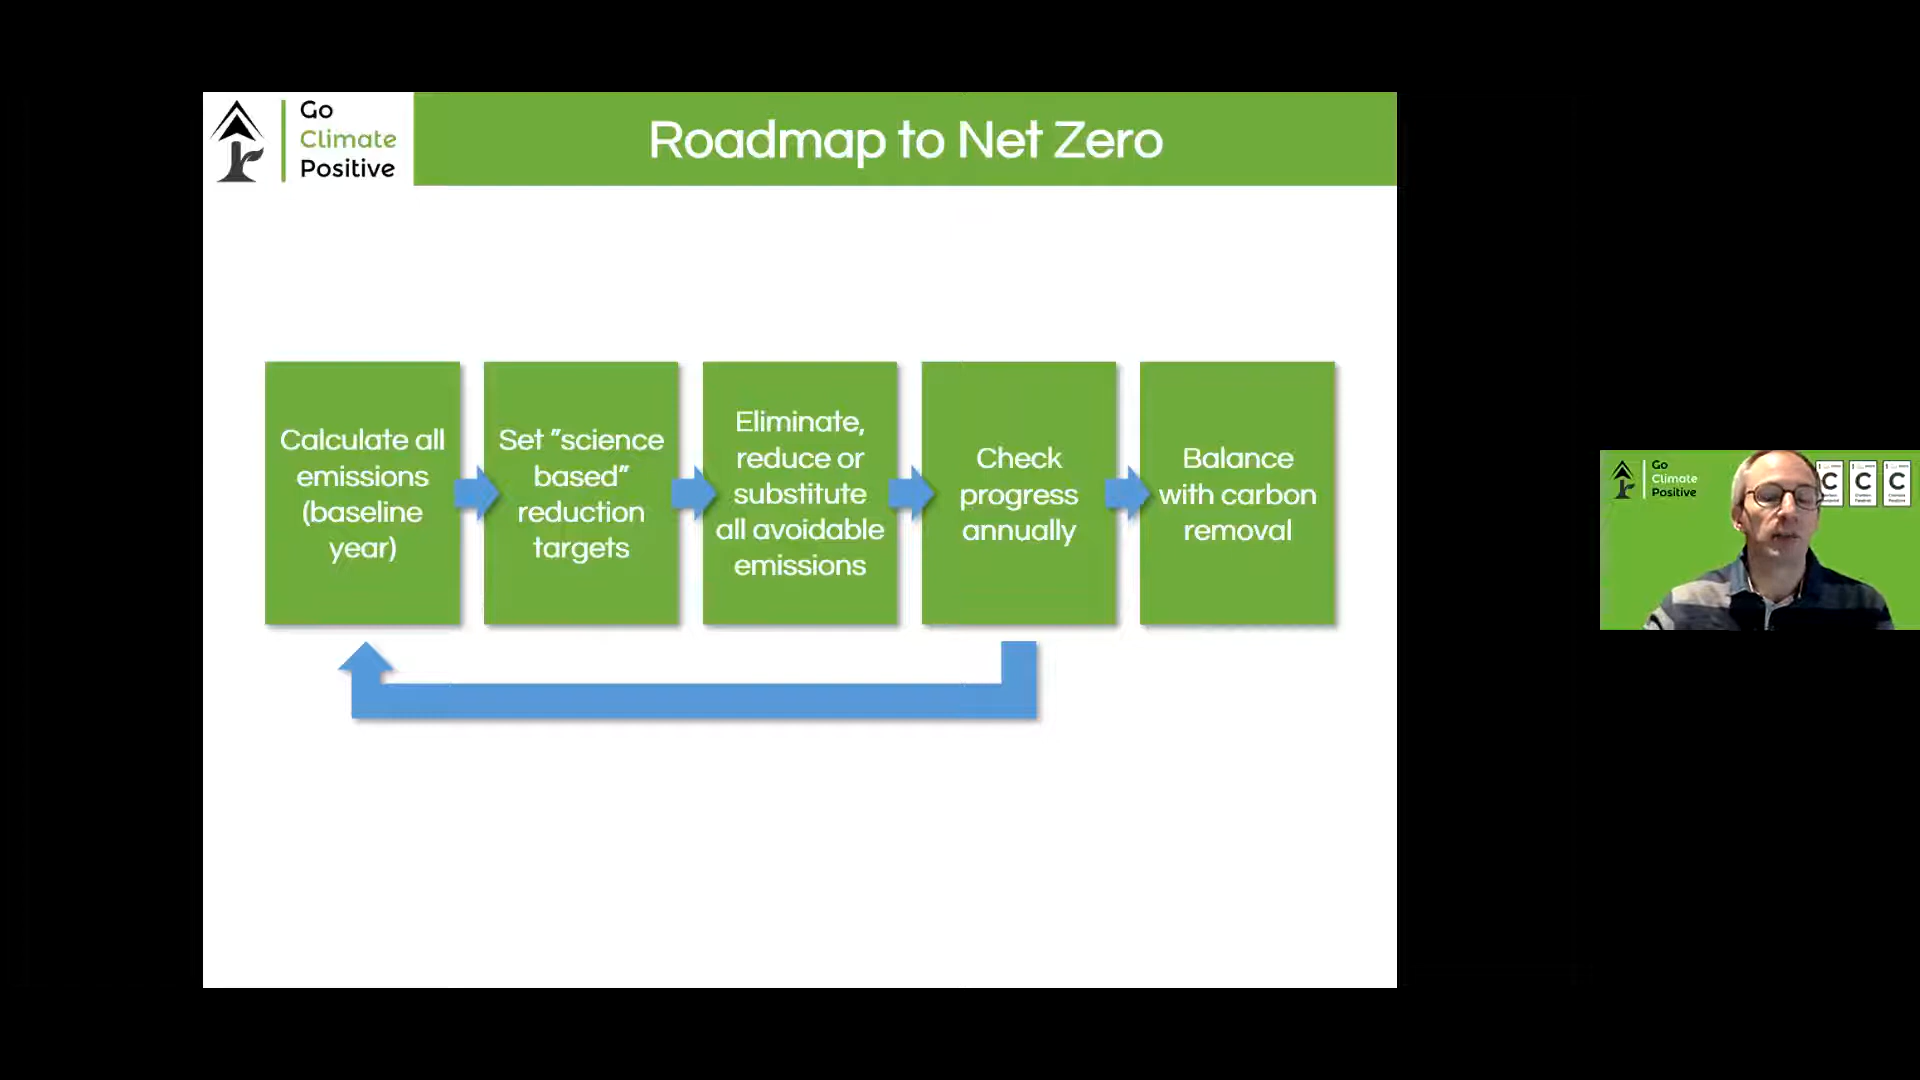 Go
Climate
Positive
Roadmap to Net Zero
Calculate all
emissions
(baseline
year)
Set "science
based"
reduction
targets
Eliminate,
reduce or
substitute
all avoidable
emissions
Check
progress
annually
Balance
with carbon
removal
Go
Climate
Positive
C
C
C